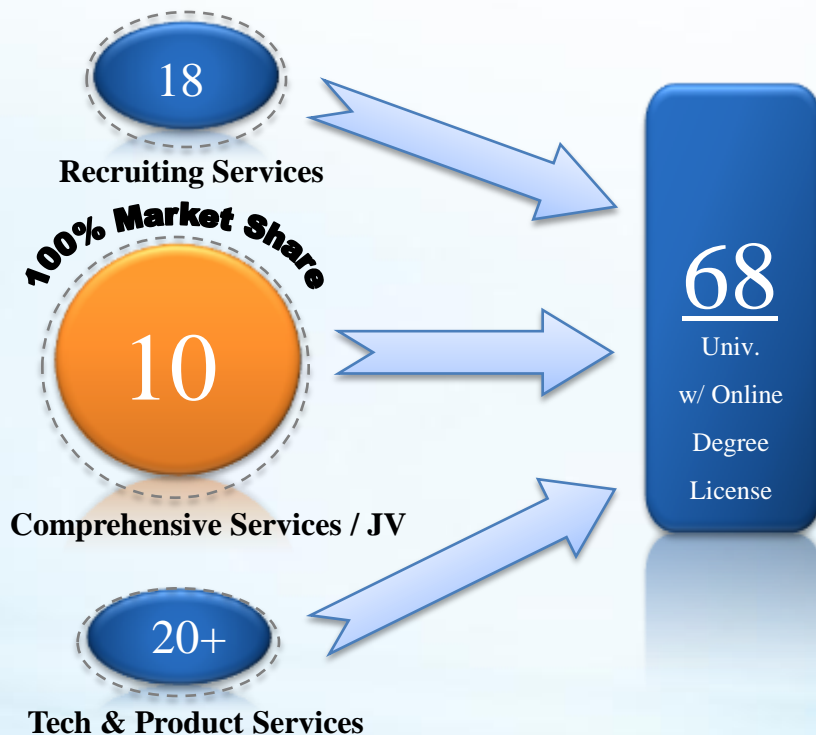 18
Recruiting Services
100% Market Share
10
Comprehensive Services / JV
20+
Tech & Product Services
68
Univ.
w/ Online
Degree
License